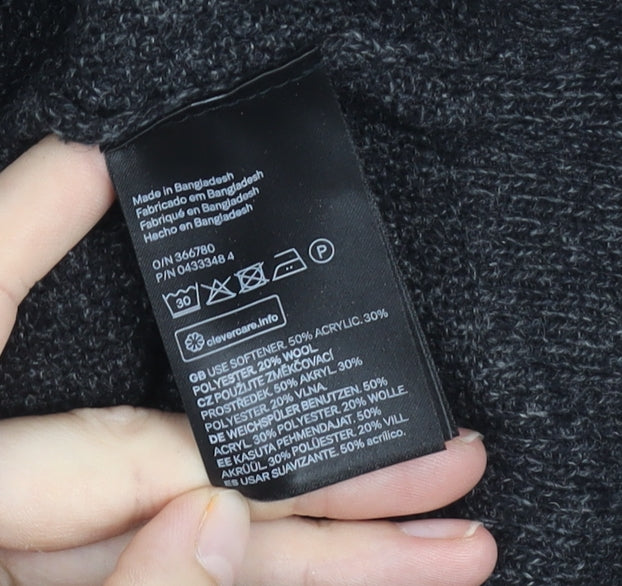 Made in Bangladesh
Fabricado em Bangladesh
Fabriqué en Bangladesh
Hecho en Bangladesh
O/N 366780
P/N 0433348 4
30 P
clevercare.info
GB USE SOFTENER. 50% ACRYLIC. 30%
POLYESTER. 20% WOOL.
CZ POUŽIJTE ZMĚKČOVACÍ
PROSTŘEDEK. 50% AKRYL. 30%
POLYESTER. 20% VLNA.
DE WEICHSPÜLER BENUTZEN. 50%
ACRYL. 30% POLYESTER. 20% WOLLE.
EE KASUTA PEHMENDAJAT. 50%
AKRÜÜL. 30% POLÜESTER. 20% VILL.
ES USAR SUAVIZANTE. 50% acrílico.